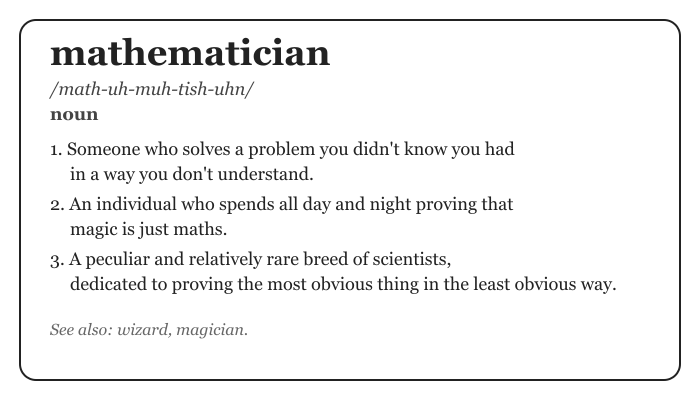 mathematician
/math-uh-muh-tish-uhn/
noun
1. Someone who solves a problem you didn't know you had
in a way you don't understand.
2. An individual who spends all day and night proving that
magic is just maths.
3. A peculiar and relatively rare breed of scientists,
dedicated to proving the most obvious thing in the least obvious way.
See also: wizard, magician.